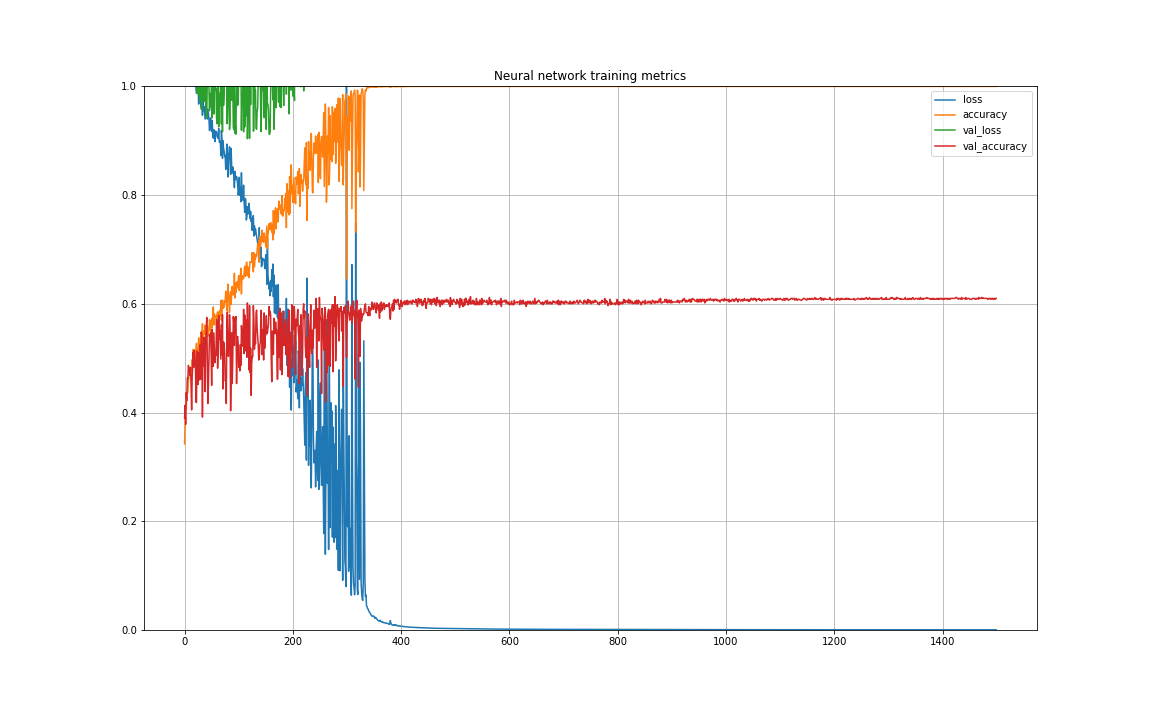 Neural network training metrics
loss
accuracy
val_loss
val_accuracy
1.0
0.8
0.6
0.4
0.2
0.0
0 200 400 600 800 1000 1200 1400